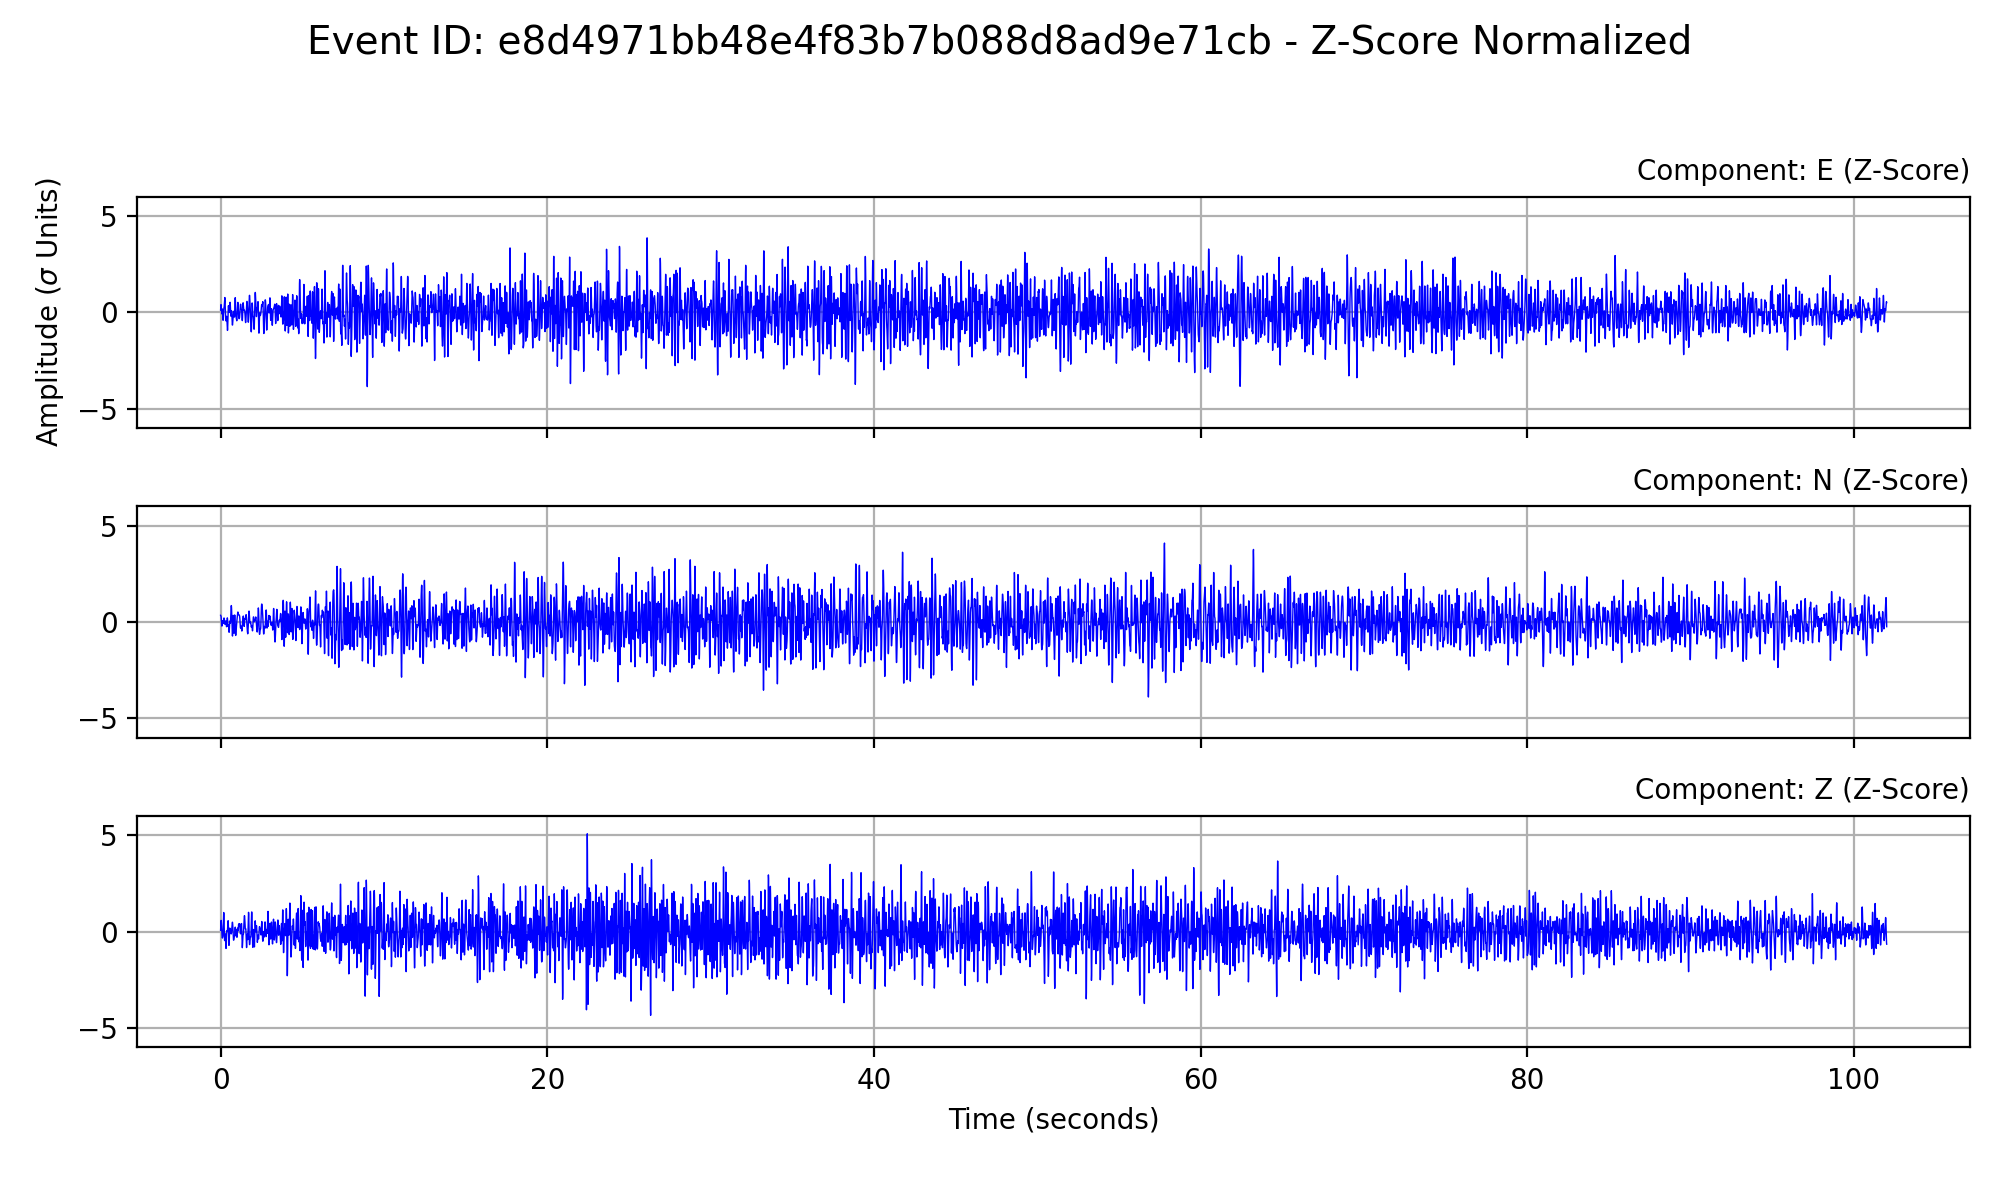 Event ID: e8d4971bb48e4f83b7b088d8ad9e71cb - Z-Score Normalized
Component: E (Z-Score)
Amplitude (σ Units)
5
0
−5
Component: N (Z-Score)
5
0
−5
Component: Z (Z-Score)
5
0
−5
0 20 40 60 80 100
Time (seconds)